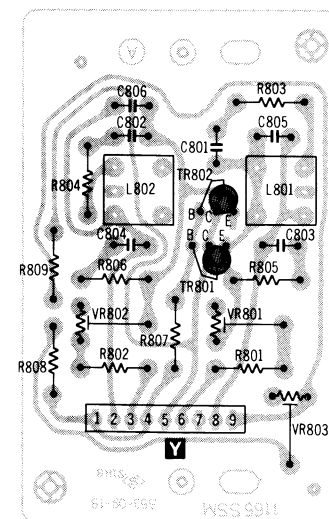 A
C806
R803
C802
C801
C805
TR802
R804
L802
L801
B C E
C804
B C E
C803
R809
R806
TR801
R805
VR802
VR801
R807
R808
R802
R801
1 2 3 4 5 6 7 8 9
VR803
Y